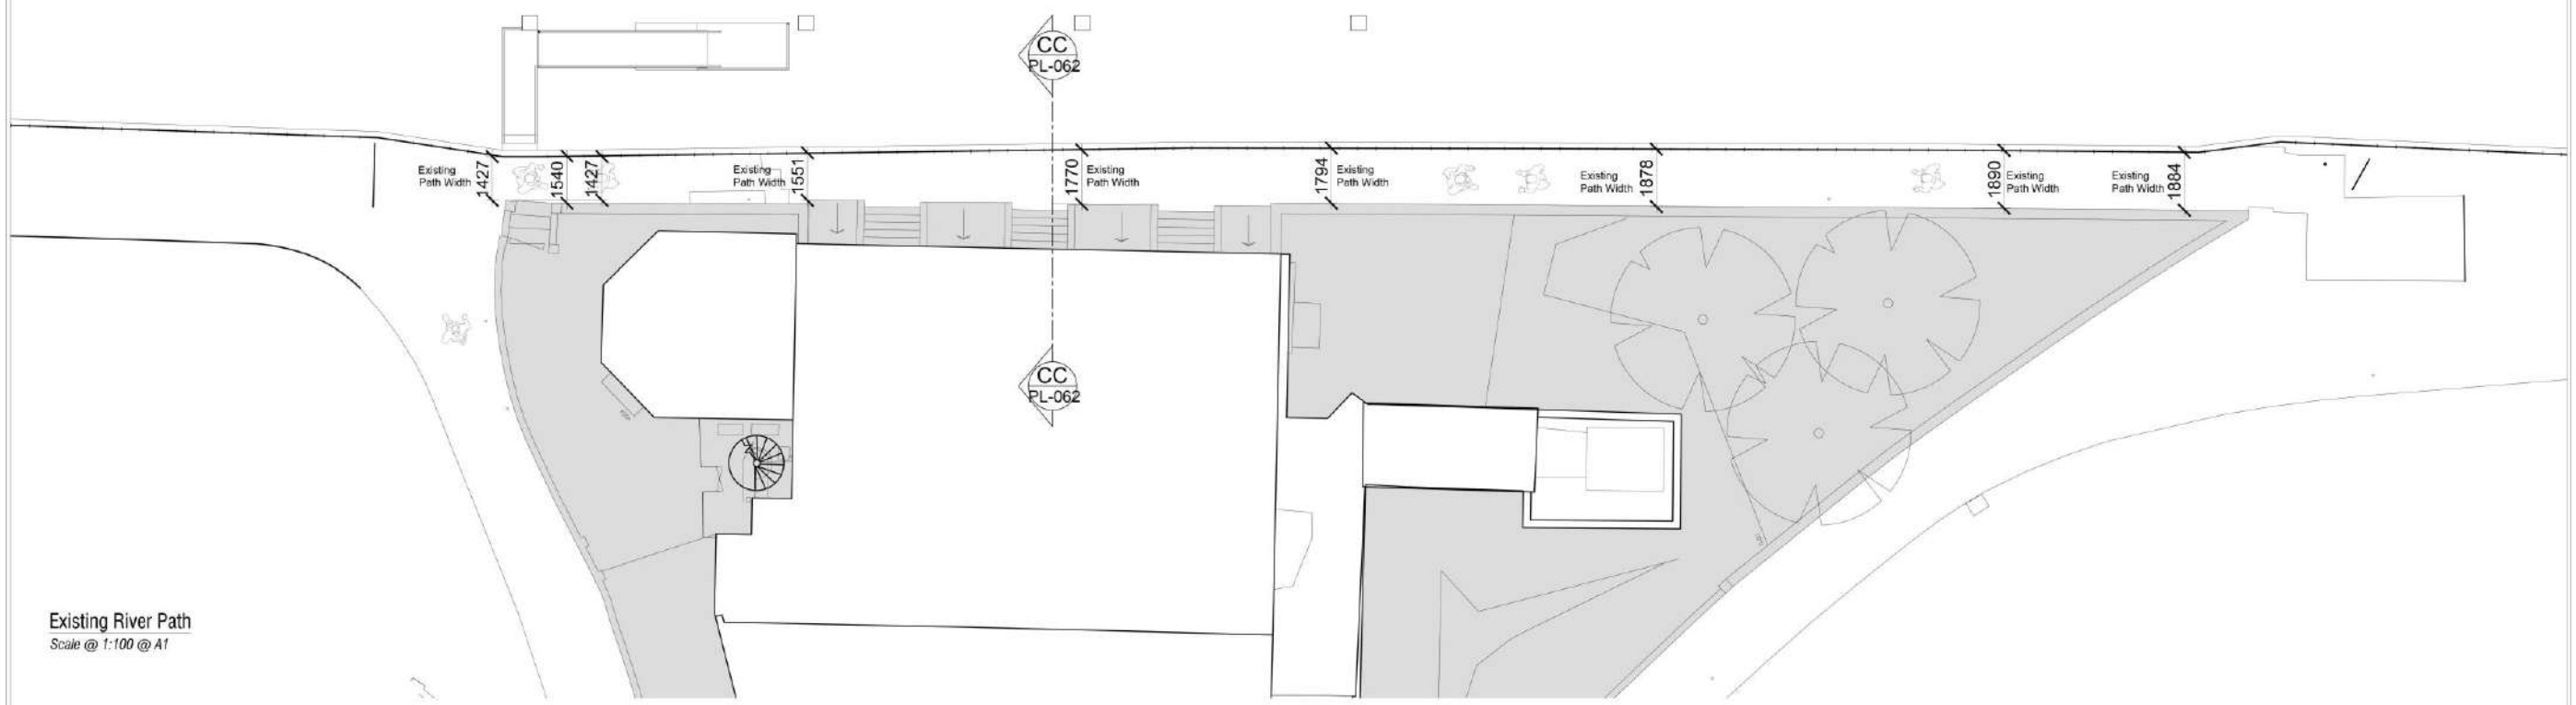 CC
PL-062
Existing
Path Width
1427
1540
1427
Existing
Path Width
1551
1770
Existing
Path Width
1794
Existing
Path Width
Existing
Path Width
1878
Existing
Path Width
1890
Existing
Path Width
1884
CC
PL-062
Existing River Path
Scale @ 1:100 @ A1